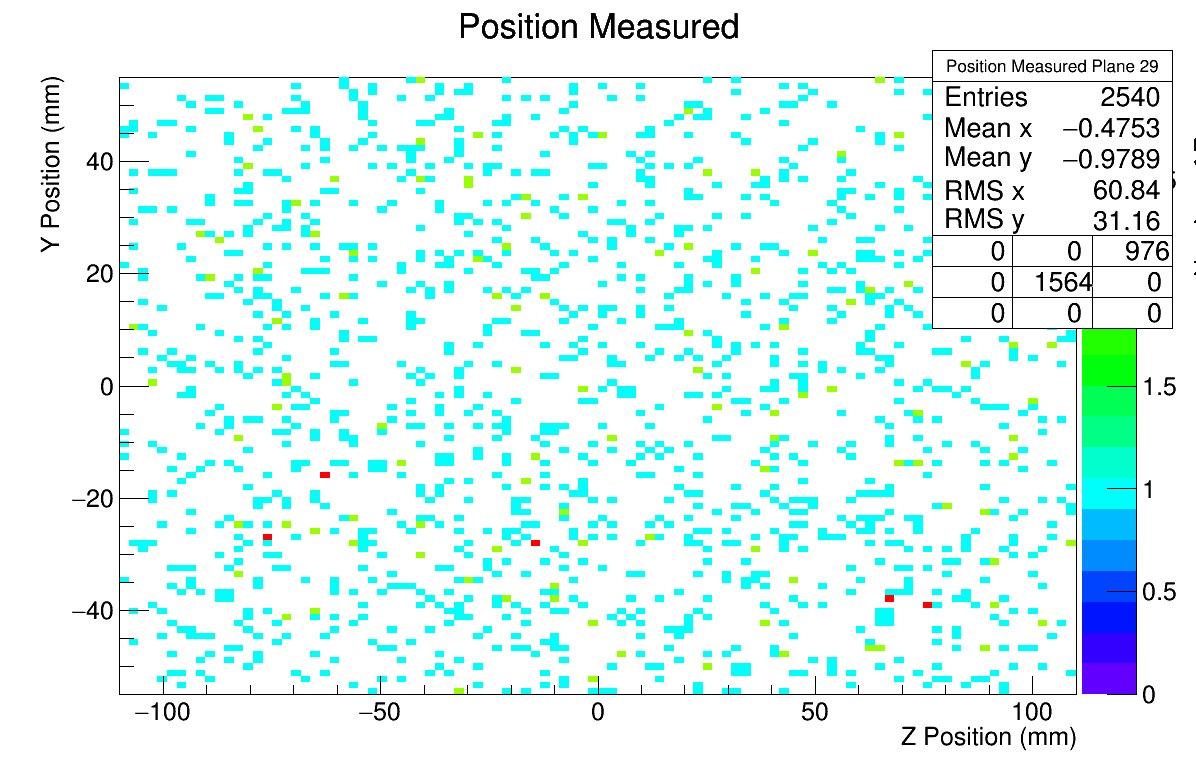 Position Measured
Y Position (mm)
40
20
0
−20
−40
−100
−50
0
50
100
Z Position (mm)
Position Measured Plane 29
Entries 2540
Mean x −0.4753
Mean y −0.9789
RMS x 60.84
RMS y 31.16
0 0 976
0 1564 0
0 0 0
1.5
1
0.5
0